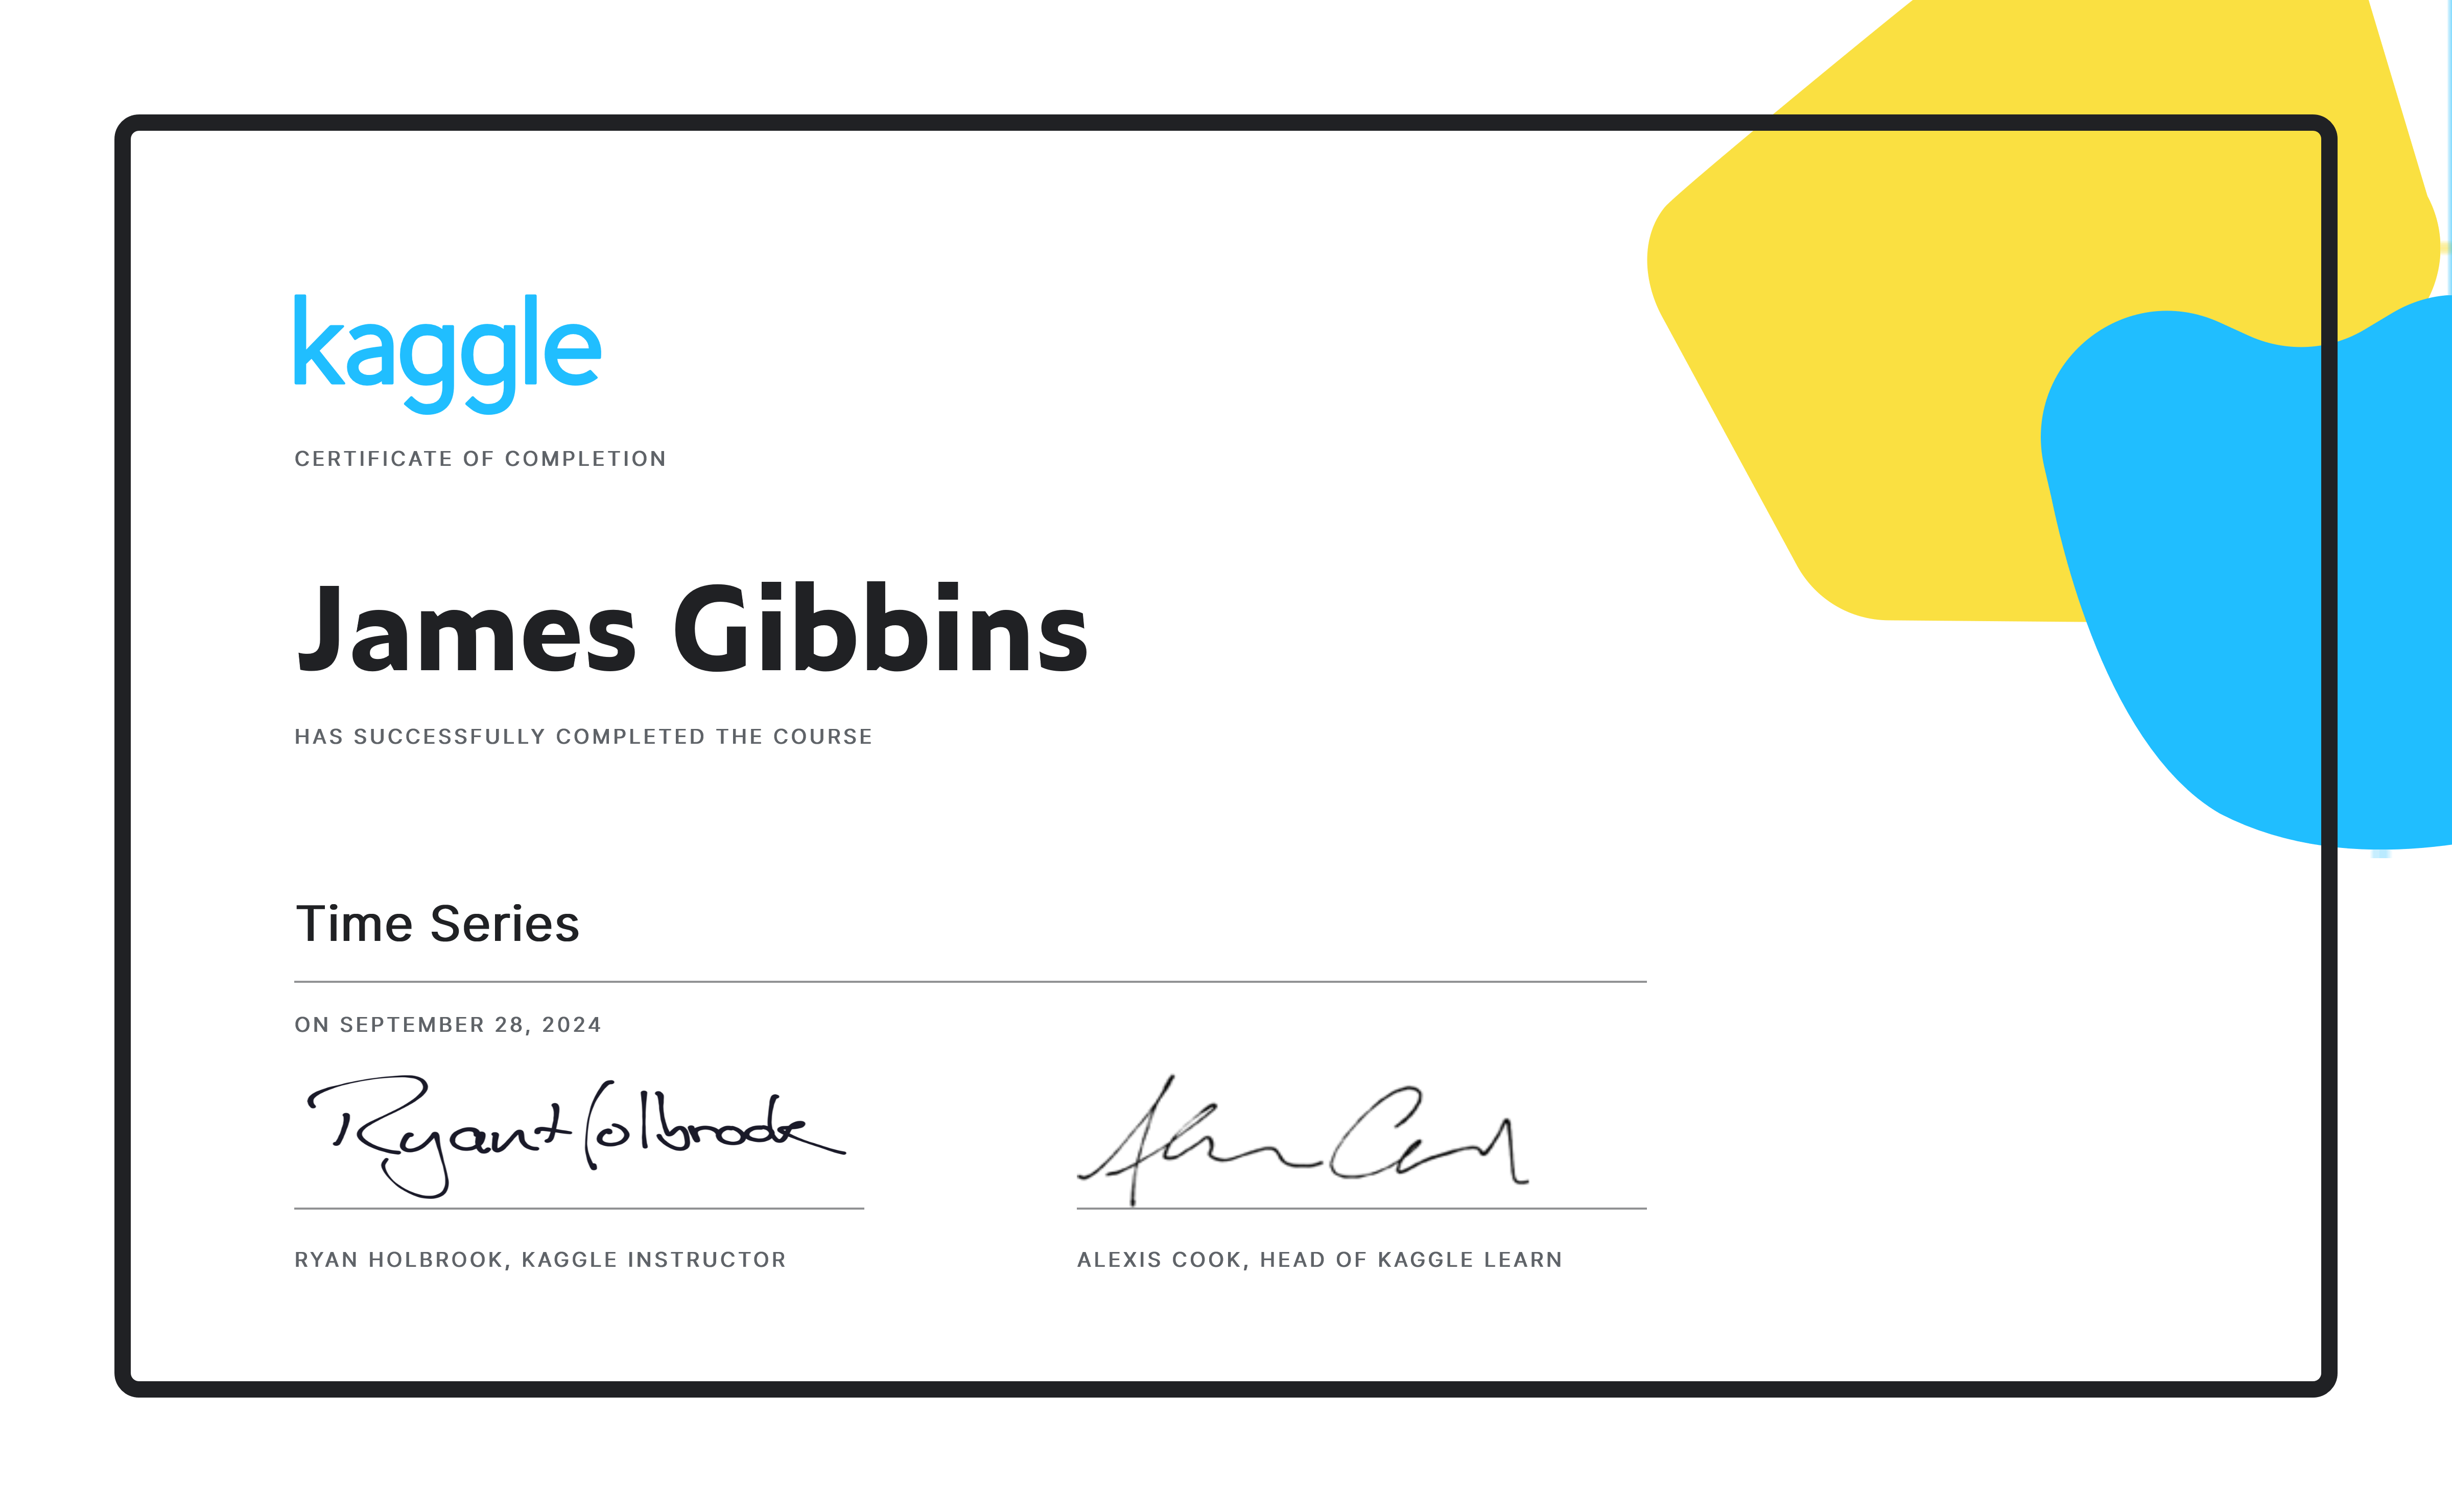 kaggle
CERTIFICATE OF COMPLETION
James Gibbins
HAS SUCCESSFULLY COMPLETED THE COURSE
Time Series
ON SEPTEMBER 28, 2024
Ryan Holbrook
RYAN HOLBROOK, KAGGLE INSTRUCTOR
ALEXIS COOK, HEAD OF KAGGLE LEARN